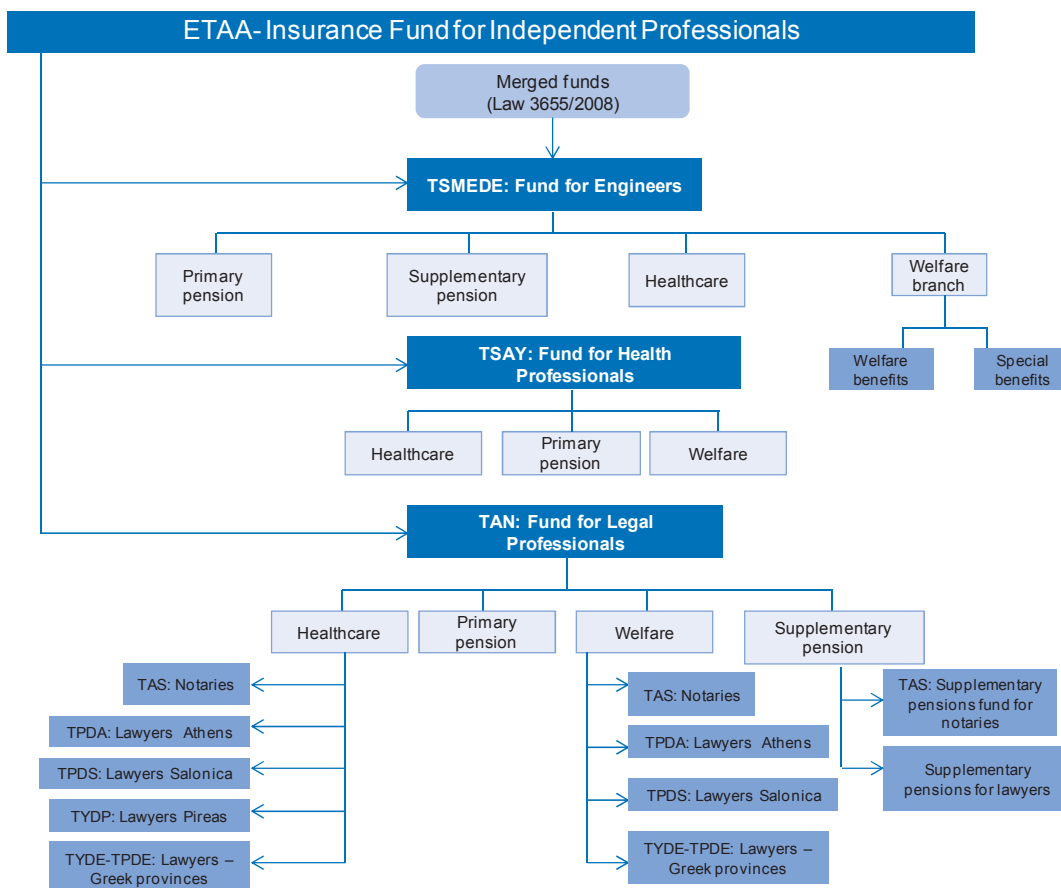 ETAA- Insurance Fund for Independent Professionals
Merged funds
(Law 3655/2008)
TSMEDE: Fund for Engineers
Primary
pension
Supplementary
pension
Healthcare
Welfare
branch
Welfare
benefits
Special
benefits
TSAY: Fund for Health
Professionals
Healthcare
Primary
pension
Welfare
TAN: Fund for Legal
Professionals
Healthcare
Primary
pension
Welfare
Supplementary
pension
TAS: Notaries
TPDA: Lawyers Athens
TPDS: Lawyers Salonica
TYDP: Lawyers Pireas
TYDE-TPDE: Lawyers –
Greek provinces
TAS: Notaries
TPDA: Lawyers Athens
TPDS: Lawyers Salonica
TYDE-TPDE: Lawyers –
Greek provinces
TAS: Supplementary
pensions fund for
notaries
Supplementary
pensions for lawyers